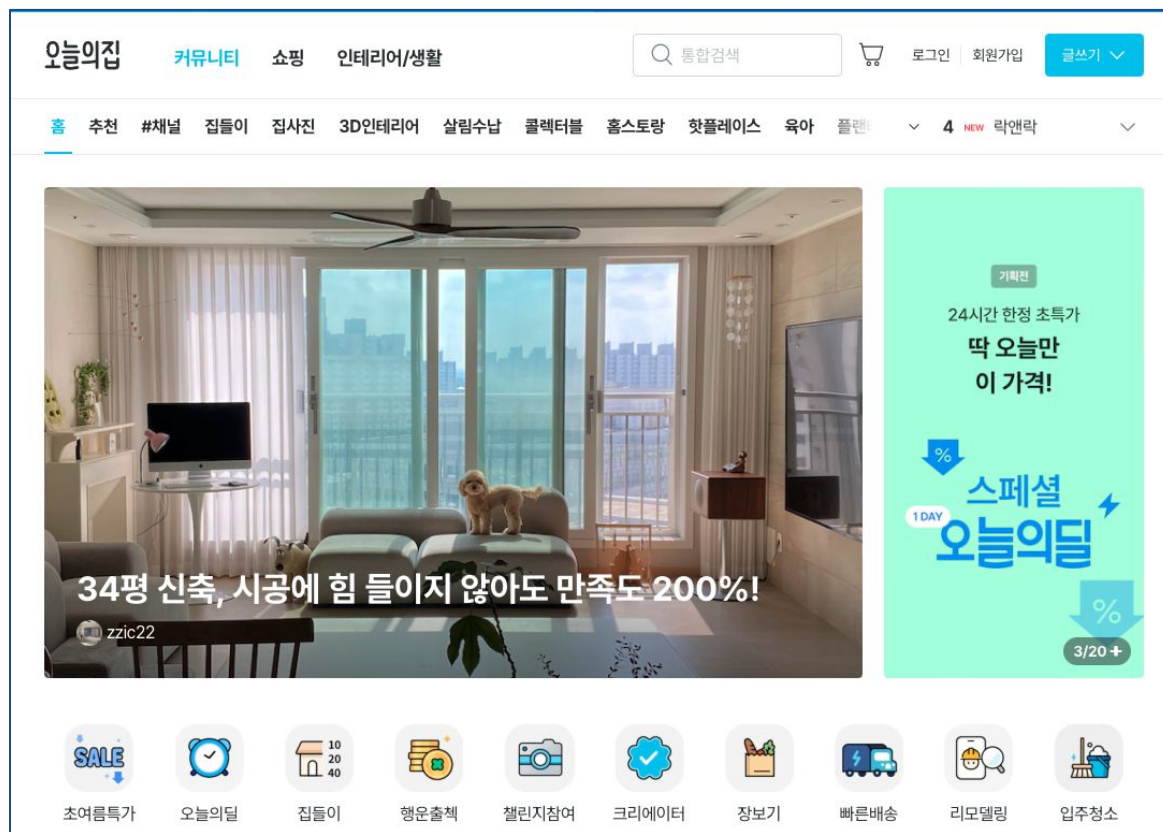 오늘의집
커뮤니티 쇼핑 인테리어/생활 통합검색 로그인 회원가입 글쓰기
홈 추천 #채널 집들이 집사진 3D인테리어 살림수납 콜렉터블 홈스토랑 핫플레이스 육아 4 NEW 락앤락
34평 신축, 시공에 힘 들이지 않아도 만족도 200%!
zzic22
기획전
24시간 한정 초특가
딱 오늘만
이 가격!
%
스페셜
1 DAY
오늘의딜
%
3/20 +
SALE 10
20
40
초여름특가 오늘의딜 집들이 행운출첵 챌린지참여 크리에이터 장보기 빠른배송 리모델링 입주청소